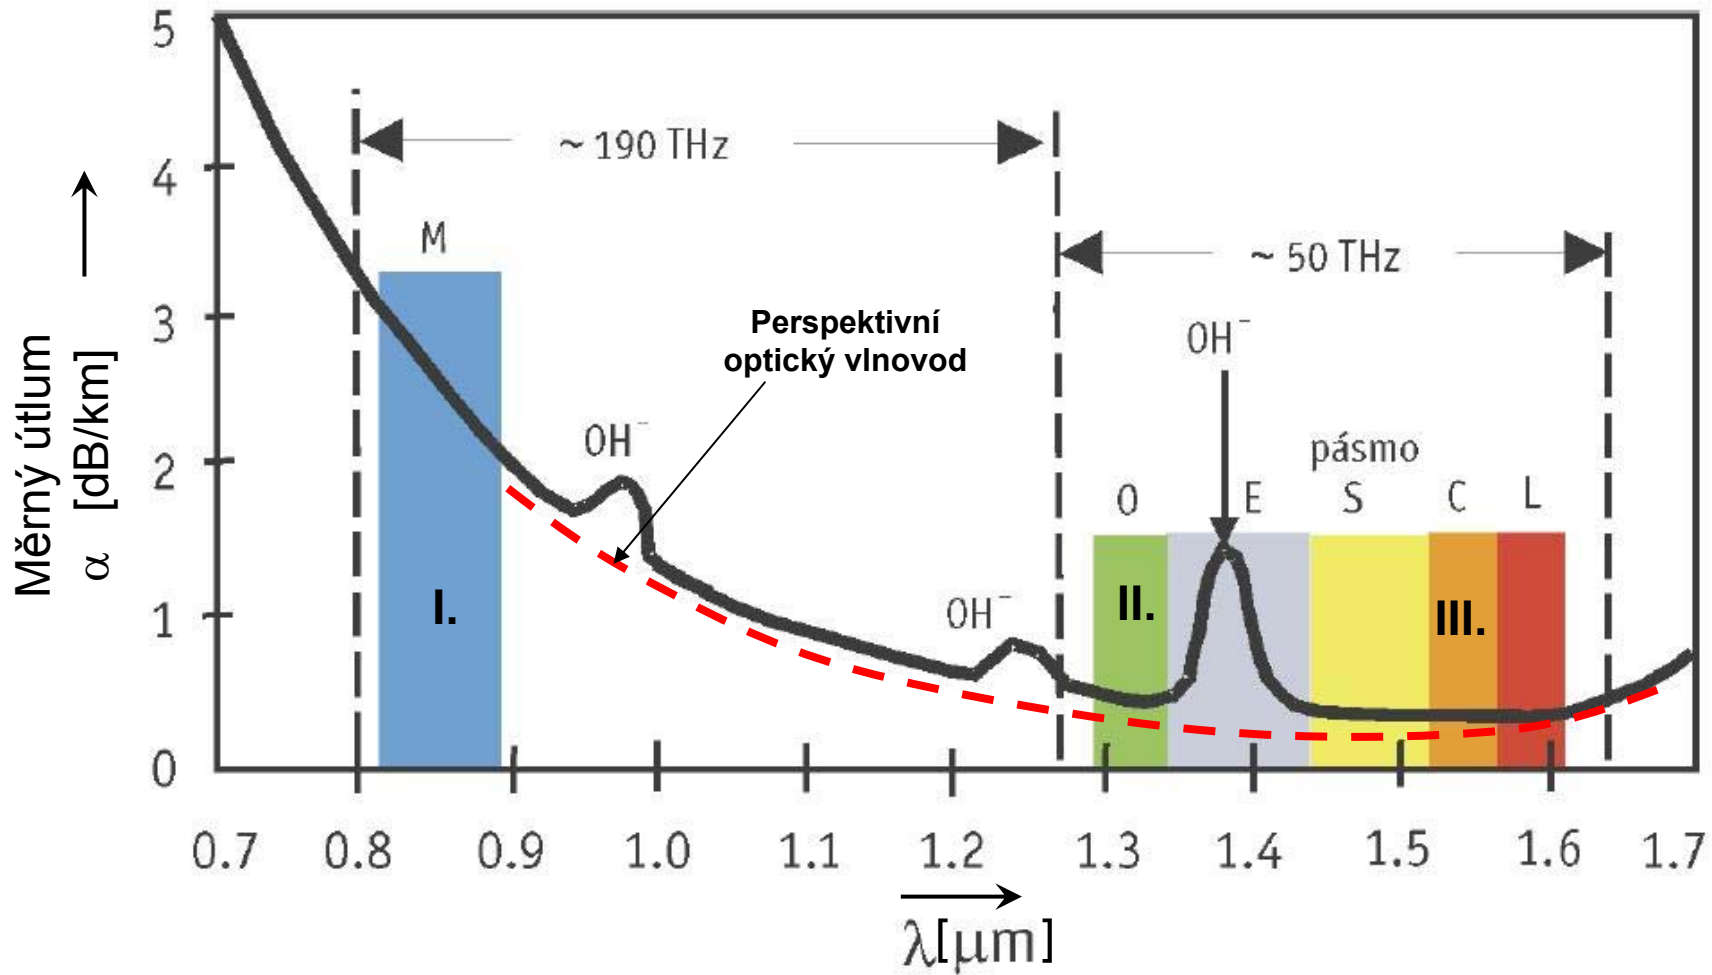 5
~ 190 THz
4
M
~ 50 THz
3
Perspektivní
optický vlnovod
OH⁻
Měrný útlum
α [dB/km]
OH⁻
pásmo
2
O E S C L
I.
OH⁻
II.
III.
1
0
0.7 0.8 0.9 1.0 1.1 1.2 1.3 1.4 1.5 1.6 1.7
λ[μm]